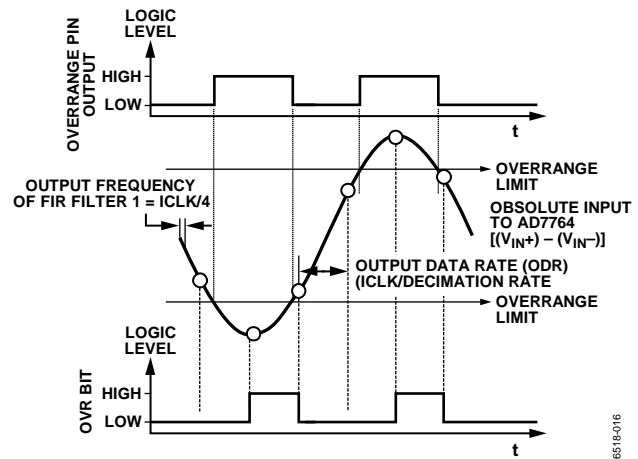 LOGIC
LEVEL
OVERRANGE PIN
OUTPUT
HIGH
LOW
t
OVERRANGE
LIMIT
OUTPUT FREQUENCY
OF FIR FILTER 1 = ICLK/4
ABSOLUTE INPUT
TO AD7764
[(VIN+) – (VIN–)]
OUTPUT DATA RATE (ODR)
(ICLK/DECIMATION RATE
OVERRANGE
LIMIT
LOGIC
LEVEL
OVR BIT
HIGH
LOW
t
6518-016